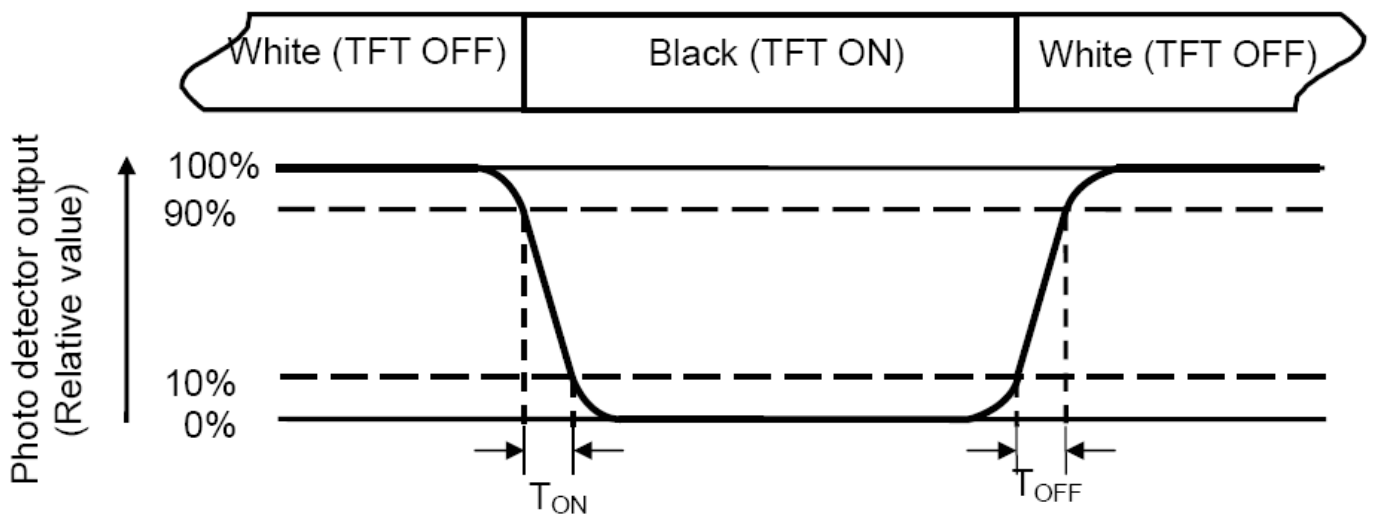 White (TFT OFF)
Black (TFT ON)
White (TFT OFF)
Photo detector output
(Relative value)
100%
90%
10%
0%
TON
TOFF